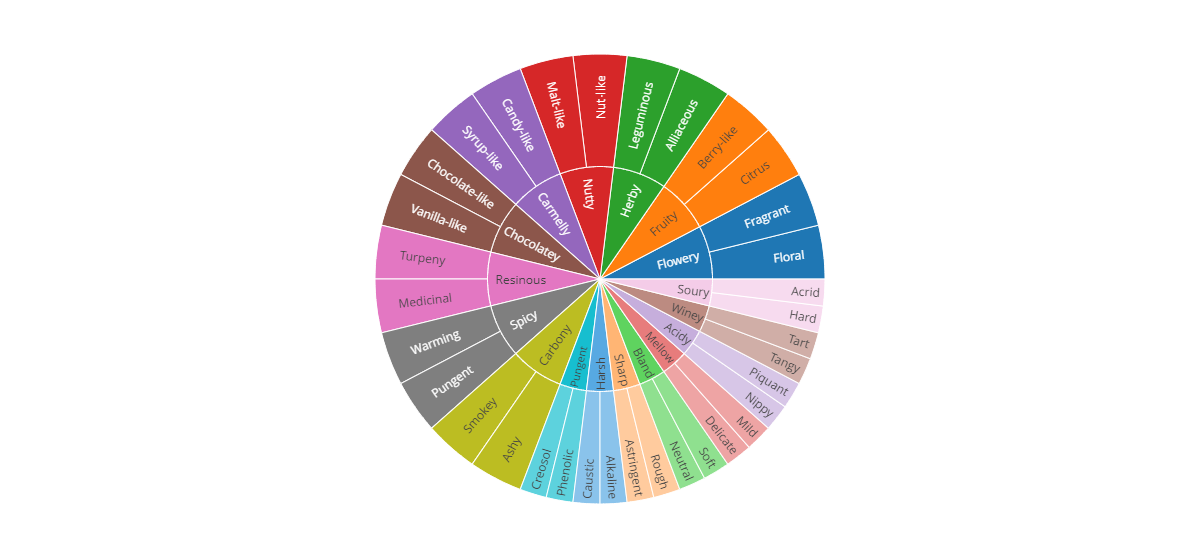 Flowery
Floral
Fragrant
Fruity
Citrus
Berry-like
Herby
Alliaceous
Leguminous
Nutty
Nut-like
Malt-like
Carmelly
Candy-like
Syrup-like
Chocolatey
Chocolate-like
Vanilla-like
Resinous
Turpeny
Medicinal
Spicy
Warming
Pungent
Carbony
Smokey
Ashy
Pungent
Creosol
Phenolic
Harsh
Caustic
Alkaline
Sharp
Astringent
Rough
Bland
Neutral
Soft
Mellow
Delicate
Mild
Acidy
Nippy
Piquant
Winey
Tangy
Tart
Soury
Hard
Acrid